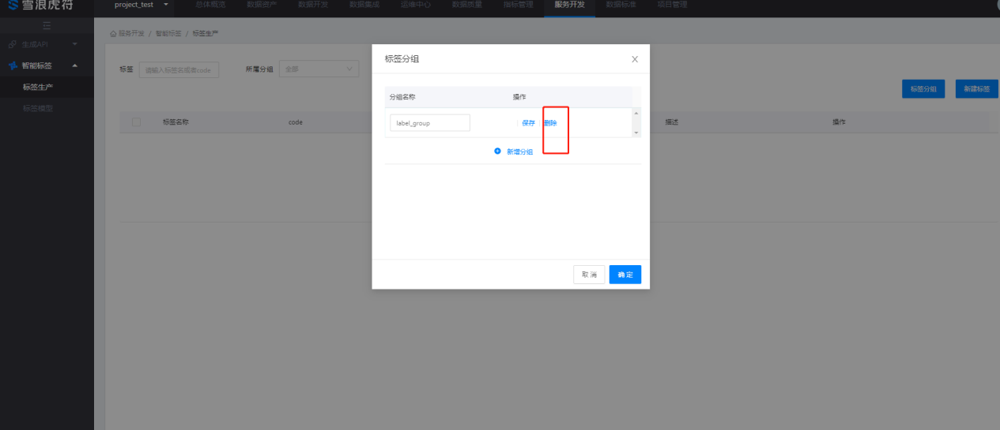 雪浪虎符
project_test
总体概览
数据资产
数据开发
数据集成
运维中心
数据质量
指标管理
服务开发
数据标准
项目管理
生成API
智能标签
标签生产
标签模型
服务开发 / 智能标签 / 标签生产
标签
请输入标签名或者code
所属分组
全部
标签分组
新建标签
标签名称
code
描述
操作
标签分组
分组名称
操作
label_group
保存
删除
新增分组
取 消
确 定